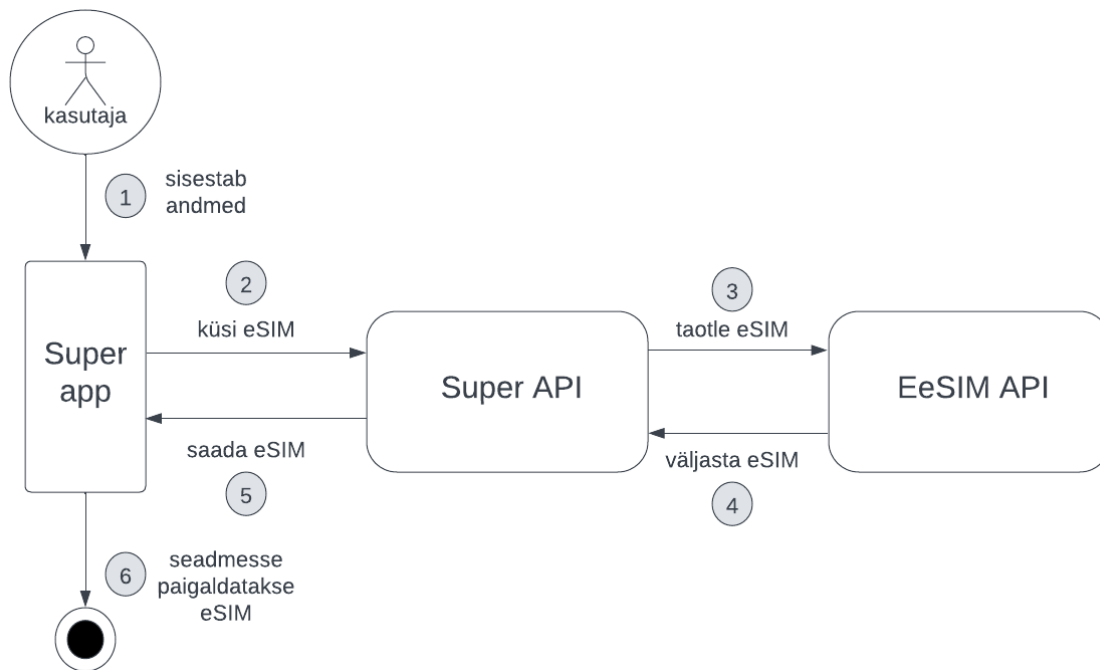 kasutaja
1
sisestab
andmed
2
küsi eSIM
3
taotle eSIM
Super
app
Super API
EeSIM API
saada eSIM
5
väljasta eSIM
4
6
seadmesse
paigaldatakse
eSIM